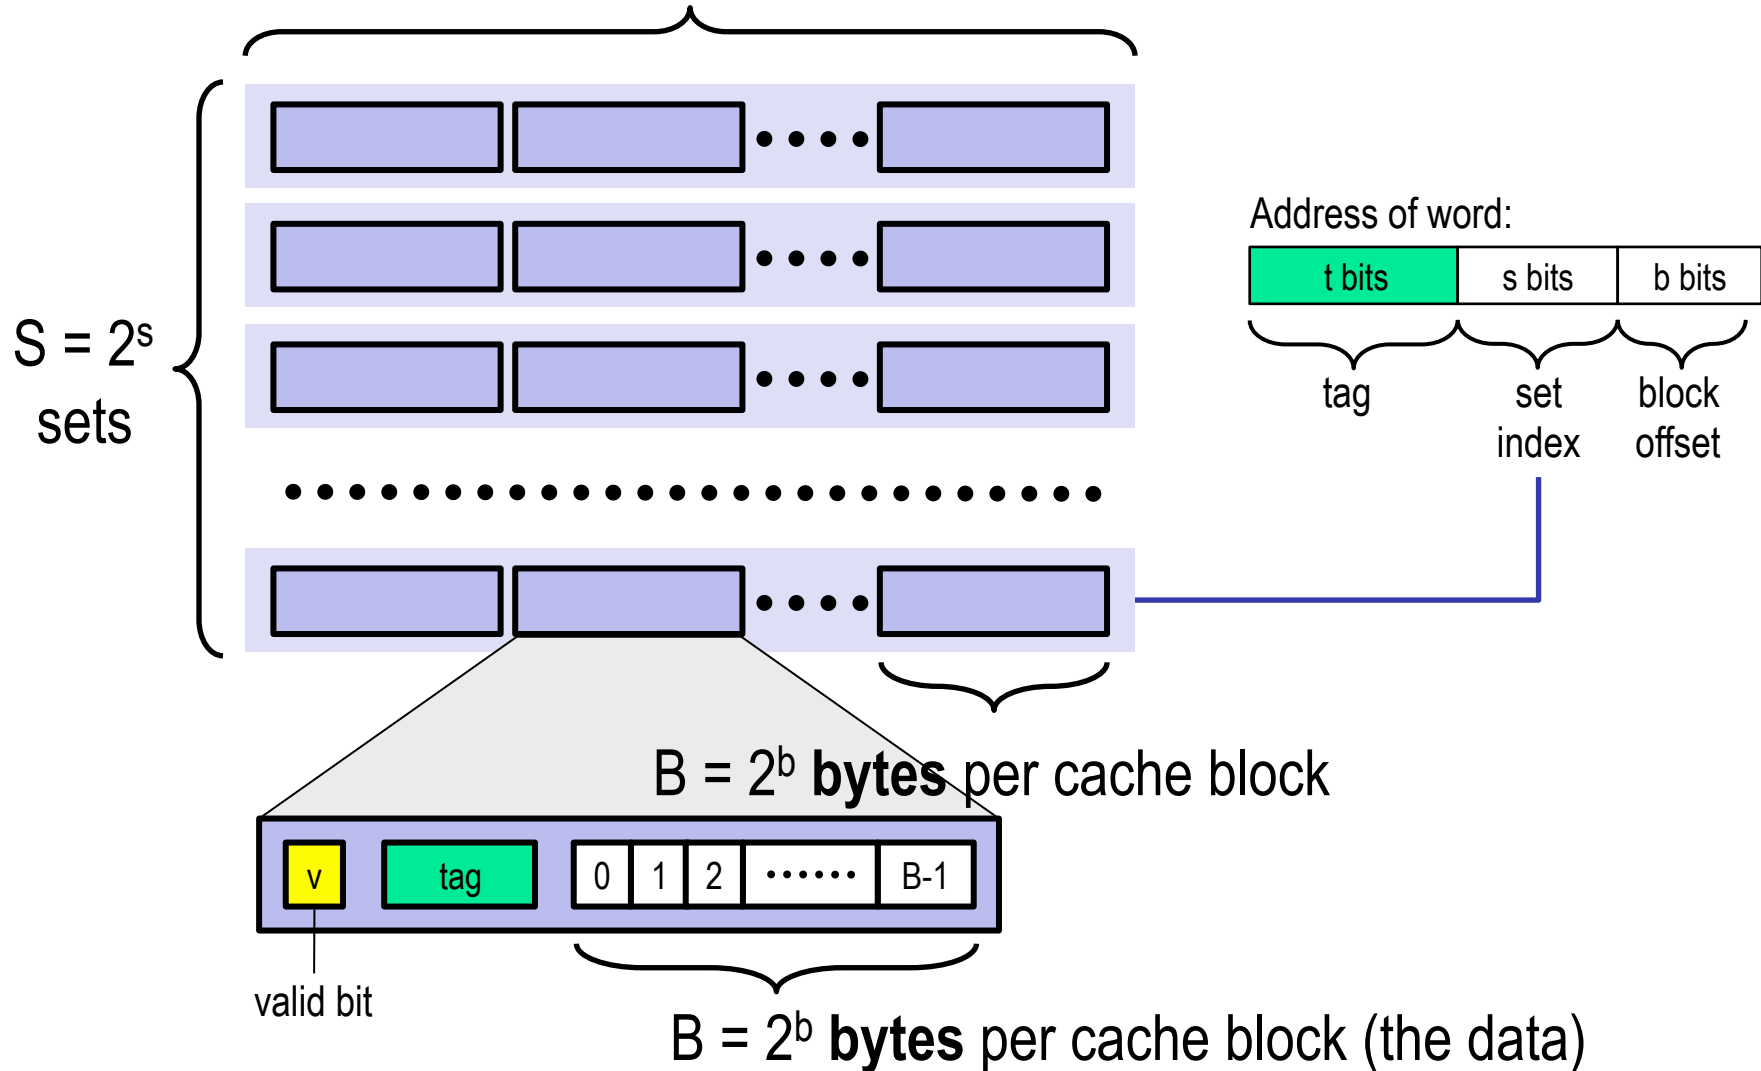 Address of word:
t bits s bits b bits
tag set index block offset
S = 2ˢ
sets
B = 2ᵇ bytes per cache block
v tag 0 1 2 •••••• B-1
valid bit
B = 2ᵇ bytes per cache block (the data)